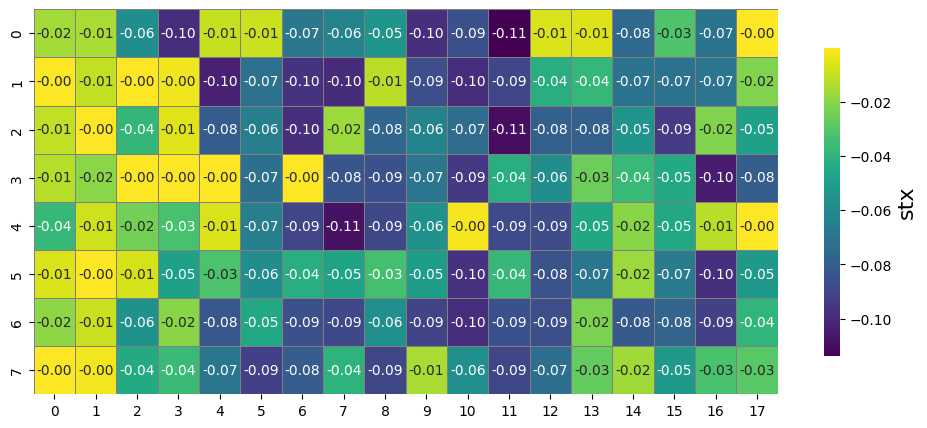 0 -0.02 -0.01 -0.06 -0.10 -0.01 -0.01 -0.07 -0.06 -0.05 -0.10 -0.09 -0.11 -0.01 -0.01 -0.08 -0.03 -0.07 -0.00
1 -0.00 -0.01 -0.00 -0.00 -0.10 -0.07 -0.10 -0.10 -0.01 -0.09 -0.10 -0.09 -0.04 -0.04 -0.07 -0.07 -0.07 -0.02
2 -0.01 -0.00 -0.04 -0.01 -0.08 -0.06 -0.10 -0.02 -0.08 -0.06 -0.07 -0.11 -0.08 -0.08 -0.05 -0.09 -0.02 -0.05
3 -0.01 -0.02 -0.00 -0.00 -0.00 -0.07 -0.00 -0.08 -0.09 -0.07 -0.09 -0.04 -0.06 -0.03 -0.04 -0.05 -0.10 -0.08
4 -0.04 -0.01 -0.02 -0.03 -0.01 -0.07 -0.09 -0.11 -0.09 -0.06 -0.00 -0.09 -0.09 -0.05 -0.02 -0.05 -0.01 -0.00
5 -0.01 -0.00 -0.01 -0.05 -0.03 -0.06 -0.04 -0.05 -0.03 -0.05 -0.10 -0.04 -0.08 -0.07 -0.02 -0.07 -0.10 -0.05
6 -0.02 -0.01 -0.06 -0.02 -0.08 -0.05 -0.09 -0.09 -0.06 -0.09 -0.10 -0.09 -0.09 -0.02 -0.08 -0.08 -0.09 -0.04
7 -0.00 -0.00 -0.04 -0.04 -0.07 -0.09 -0.08 -0.04 -0.09 -0.01 -0.06 -0.09 -0.07 -0.03 -0.02 -0.05 -0.03 -0.03
0 1 2 3 4 5 6 7 8 9 10 11 12 13 14 15 16 17
−0.02
−0.04
−0.06
−0.08
−0.10
stx